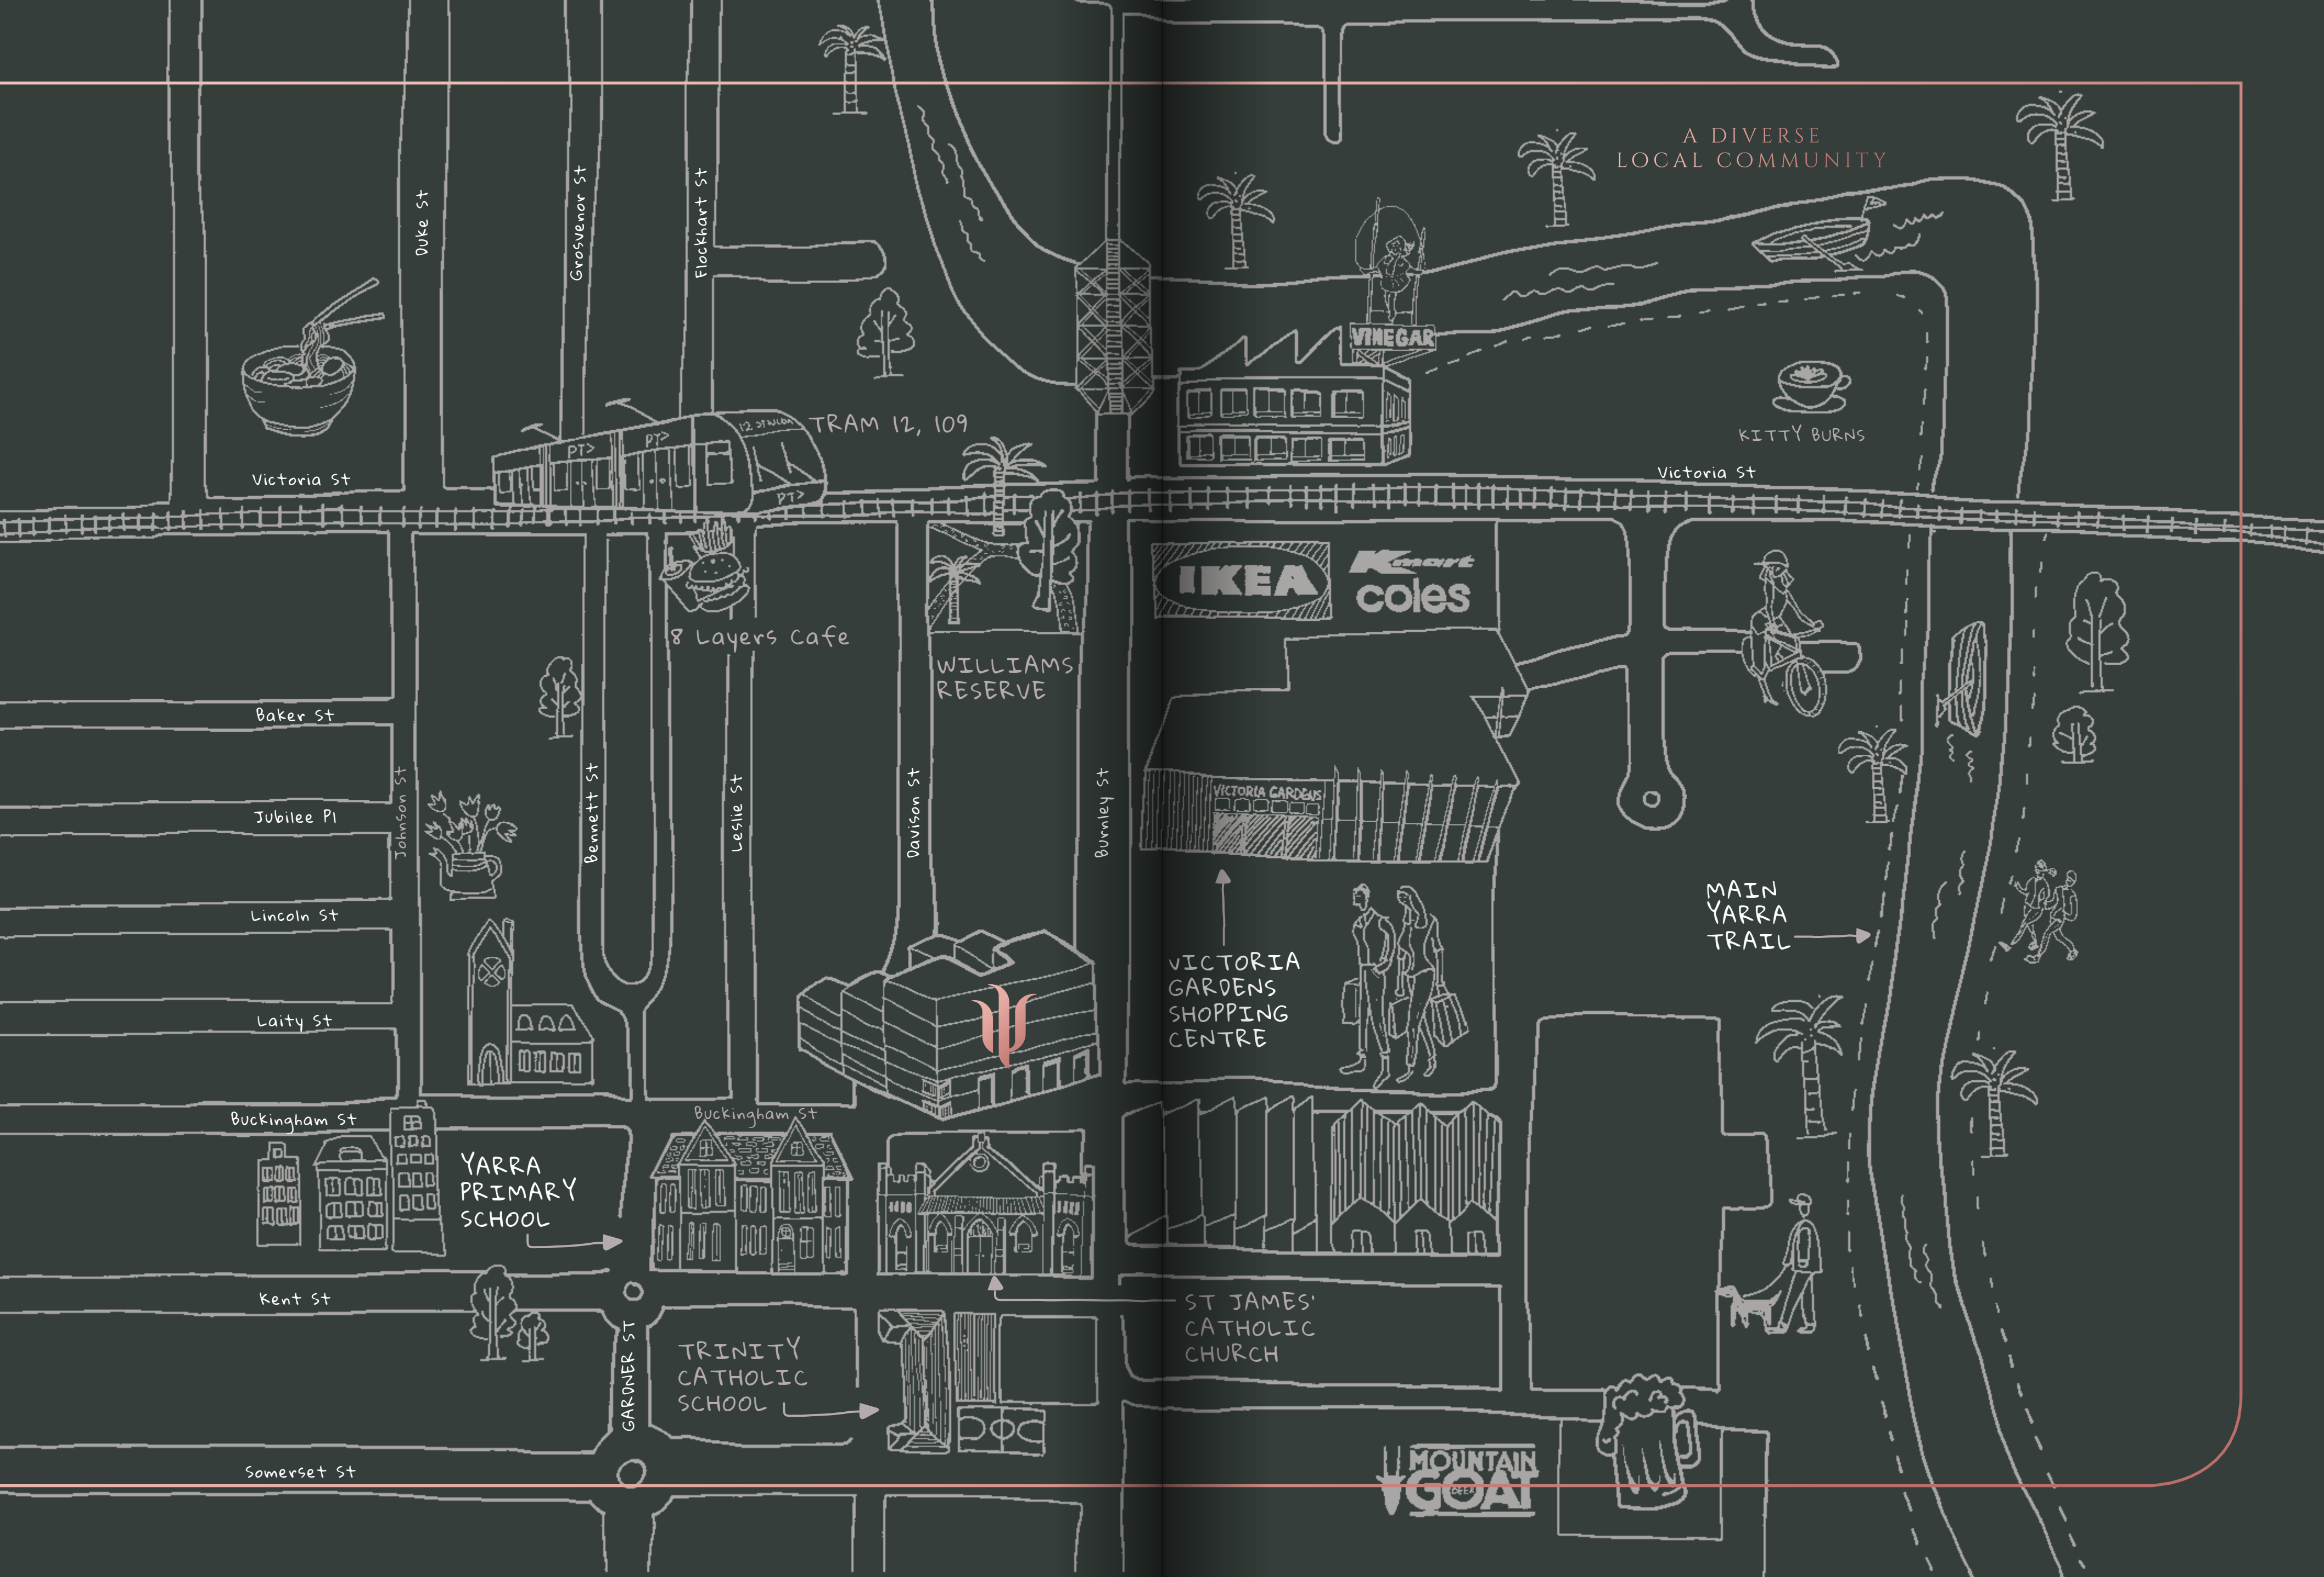 A DIVERSE
LOCAL COMMUNITY
Duke St
Grosvenor St
Flockhart St
VINEGAR
TRAM 12, 109
PT>
PT>
PT>
KITTY BURNS
Victoria St
Victoria St
IKEA
Kmart
coles
8 Layers Cafe
WILLIAMS
RESERVE
Baker St
Jubilee Pl
Johnson St
Bennett St
Leslie St
Davison St
Burnley St
VICTORIA GARDENS
Lincoln St
MAIN
YARRA
TRAIL
VICTORIA
GARDENS
SHOPPING
CENTRE
Laity St
Buckingham St
Buckingham St
YARRA
PRIMARY
SCHOOL
Kent St
GARDNER ST
ST JAMES'
CATHOLIC
CHURCH
TRINITY
CATHOLIC
SCHOOL
MOUNTAIN
GOAT
BEER
Somerset St